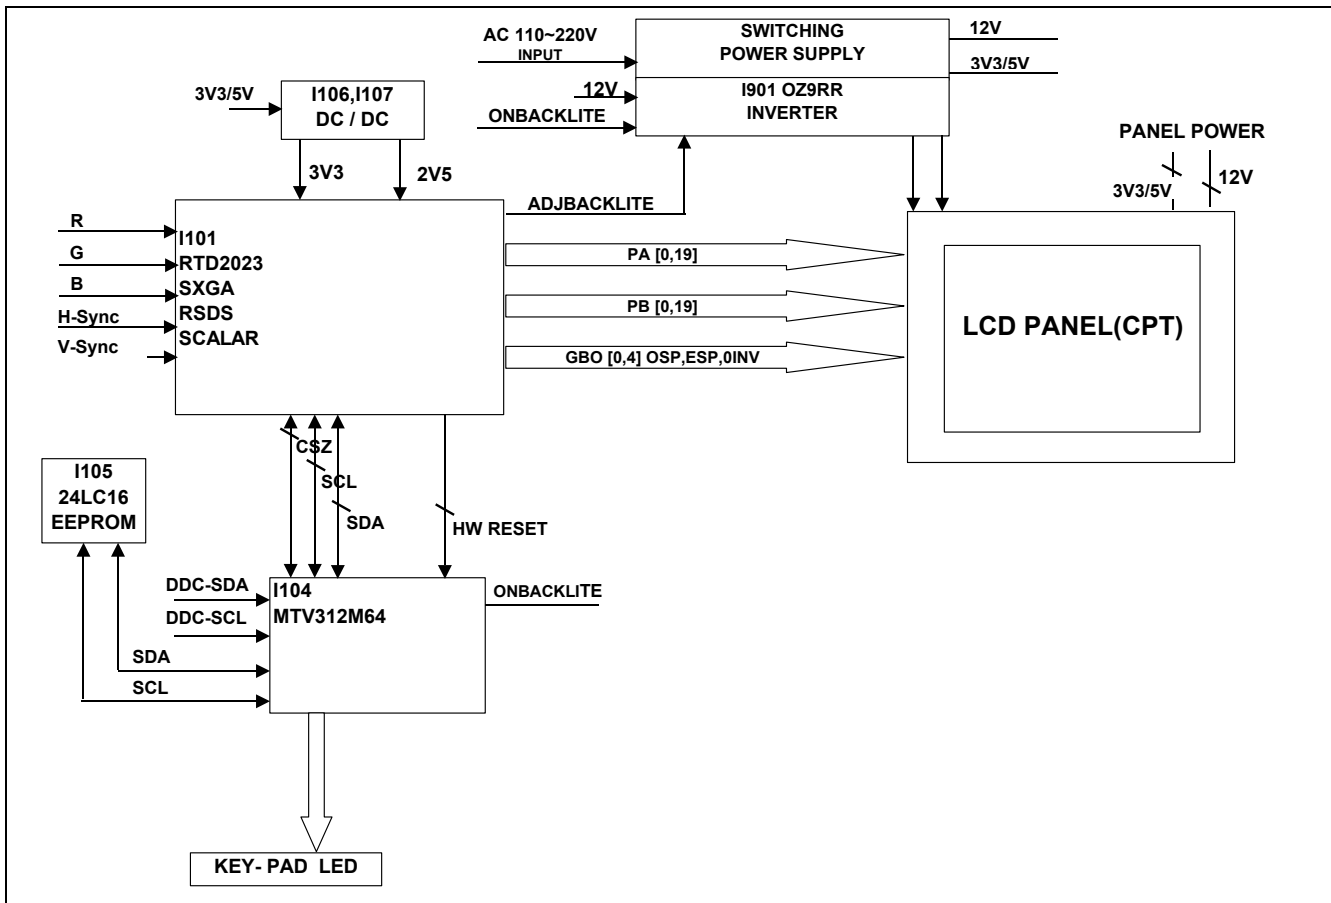 SWITCHING
POWER SUPPLY
AC 110~220V
INPUT
12V
3V3/5V
I901 OZ9RR
INVERTER
12V
ONBACKLITE
3V3/5V
I106,I107
DC / DC
3V3
2V5
PANEL POWER
3V3/5V
12V
ADJBACKLITE
R
G
B
H-Sync
V-Sync
I101
RTD2023
SXGA
RSDS
SCALAR
PA [0,19]
PB [0,19]
GBO [0,4] OSP,ESP,0INV
LCD PANEL(CPT)
CSZ
SCL
SDA
HW RESET
I105
24LC16
EEPROM
DDC-SDA
DDC-SCL
SDA
SCL
I104
MTV312M64
ONBACKLITE
KEY- PAD LED